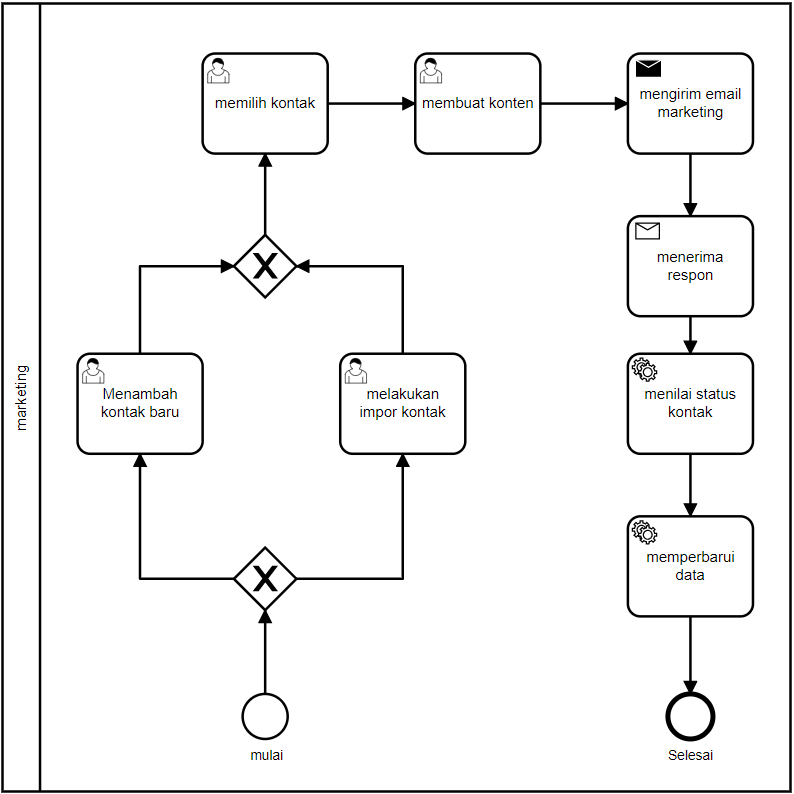 memilih kontak
membuat konten
mengirim email
marketing
menerima
respon
Menambah
kontak baru
melakukan
impor kontak
menilai status
kontak
marketing
memperbarui
data
mulai
Selesai